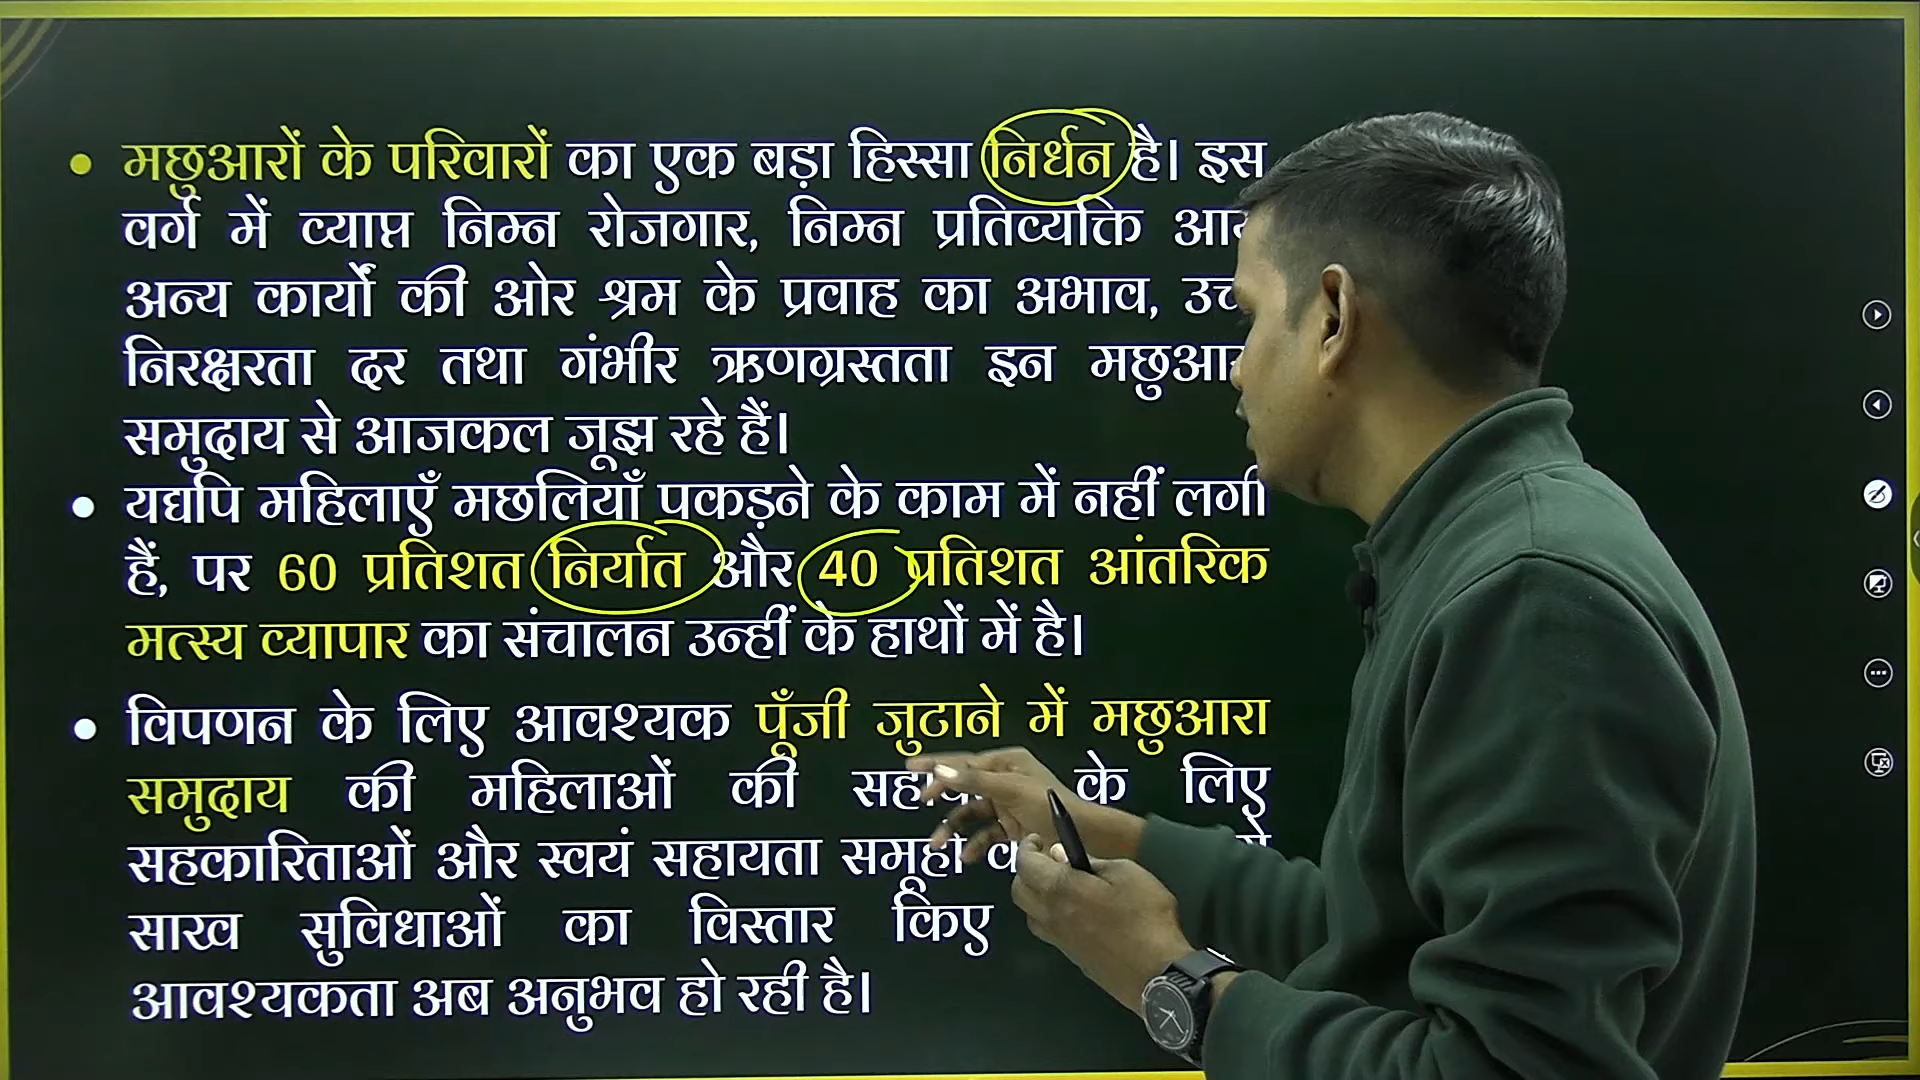 • मछुआरों के परिवारों का एक बड़ा हिस्सा निर्धन है। इस
वर्ग में व्याप्त निम्न रोजगार, निम्न प्रतिव्यक्ति
अन्य कार्यों की ओर श्रम के प्रवाह का अभाव,
निरक्षरता दर तथा गंभीर ऋणग्रस्तता इन
समुदाय से आजकल जूझ रहे हैं।
• यद्यपि महिलाएँ मछलियाँ पकड़ने के काम में नहीं लगी
हैं, पर 60 प्रतिशत निर्यात और 40 प्रतिशत आंतरिक
मत्स्य व्यापार का संचालन उन्हीं के हाथों में है।
• विपणन के लिए आवश्यक पूँजी जुटाने में मछुआरा
समुदाय की महिलाओं की के लिए
सहकारिताओं और स्वयं सहायता
साख सुविधाओं का विस्तार किए
आवश्यकता अब अनुभव हो रही है।